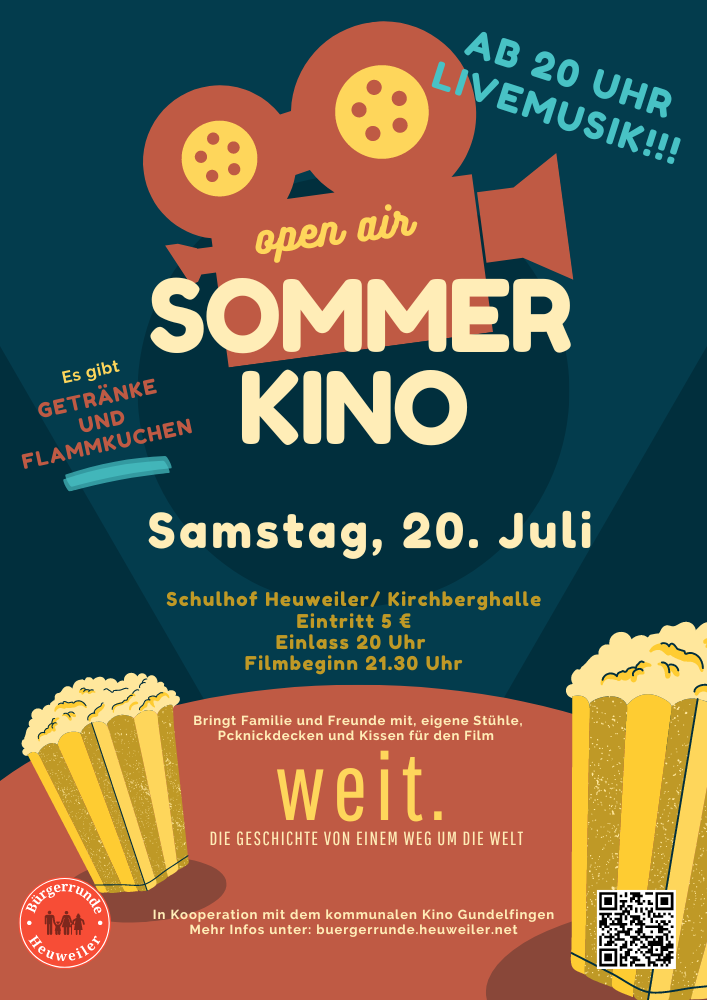 AB 20 UHR
LIVEMUSIK!!!
open air
SOMMER
KINO
Es gibt
GETRÄNKE
UND
FLAMMKUCHEN
Samstag, 20. Juli
Schulhof Heuweiler/ Kirchberghalle
Eintritt 5 €
Einlass 20 Uhr
Filmbeginn 21.30 Uhr
Bringt Familie und Freunde mit, eigene Stühle,
Pcknickdecken und Kissen für den Film
weit.
DIE GESCHICHTE VON EINEM WEG UM DIE WELT
In Kooperation mit dem kommunalen Kino Gundelfingen
Mehr Infos unter: buergerrunde.heuweiler.net
Bürgerrunde
Heuweiler